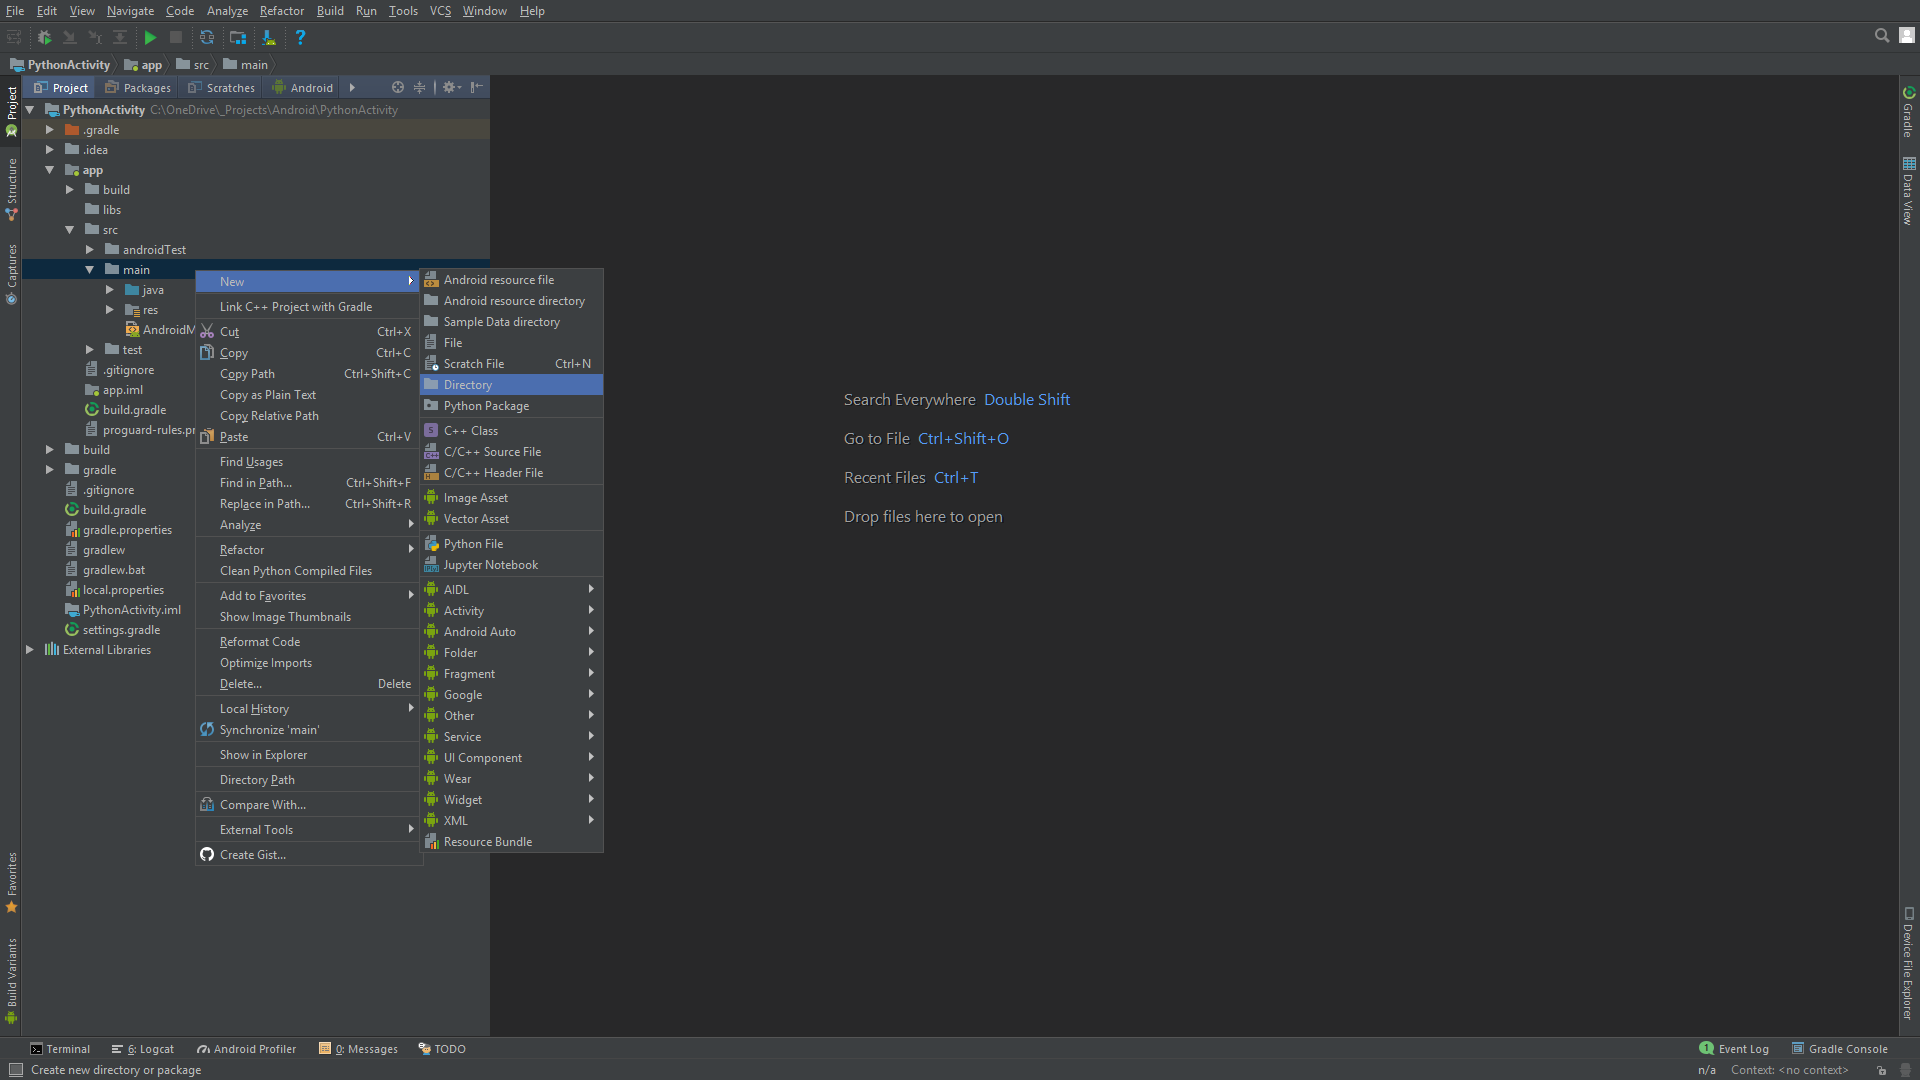 File Edit View Navigate Code Analyze Refactor Build Run Tools VCS Window Help
PythonActivity app src main
Project Packages Scratches Android
PythonActivity C:\OneDrive\_Projects\Android\PythonActivity
.gradle
.idea
app
build
libs
src
androidTest
main
java
res
AndroidM
test
.gitignore
app.iml
build.gradle
proguard-rules.pr
build
gradle
.gitignore
build.gradle
gradle.properties
gradlew
gradlew.bat
local.properties
PythonActivity.iml
settings.gradle
External Libraries
New
Link C++ Project with Gradle
Cut Ctrl+X
Copy Ctrl+C
Copy Path Ctrl+Shift+C
Copy as Plain Text
Copy Relative Path
Paste Ctrl+V
Find Usages
Find in Path... Ctrl+Shift+F
Replace in Path... Ctrl+Shift+R
Analyze
Refactor
Clean Python Compiled Files
Add to Favorites
Show Image Thumbnails
Reformat Code
Optimize Imports
Delete... Delete
Local History
Synchronize 'main'
Show in Explorer
Directory Path
Compare With...
External Tools
Create Gist...
Android resource file
Android resource directory
Sample Data directory
File
Scratch File Ctrl+N
Directory
Python Package
C++ Class
C/C++ Source File
C/C++ Header File
Image Asset
Vector Asset
Python File
Jupyter Notebook
AIDL
Activity
Android Auto
Folder
Fragment
Google
Other
Service
UI Component
Wear
Widget
XML
Resource Bundle
Search Everywhere Double Shift
Go to File Ctrl+Shift+O
Recent Files Ctrl+T
Drop files here to open
Project
Structure
Captures
Favorites
Build Variants
Gradle
Data View
Device File Explorer
Terminal 6: Logcat Android Profiler 0: Messages TODO
1 Event Log Gradle Console
Create new directory or package
n/a Context: <no context>